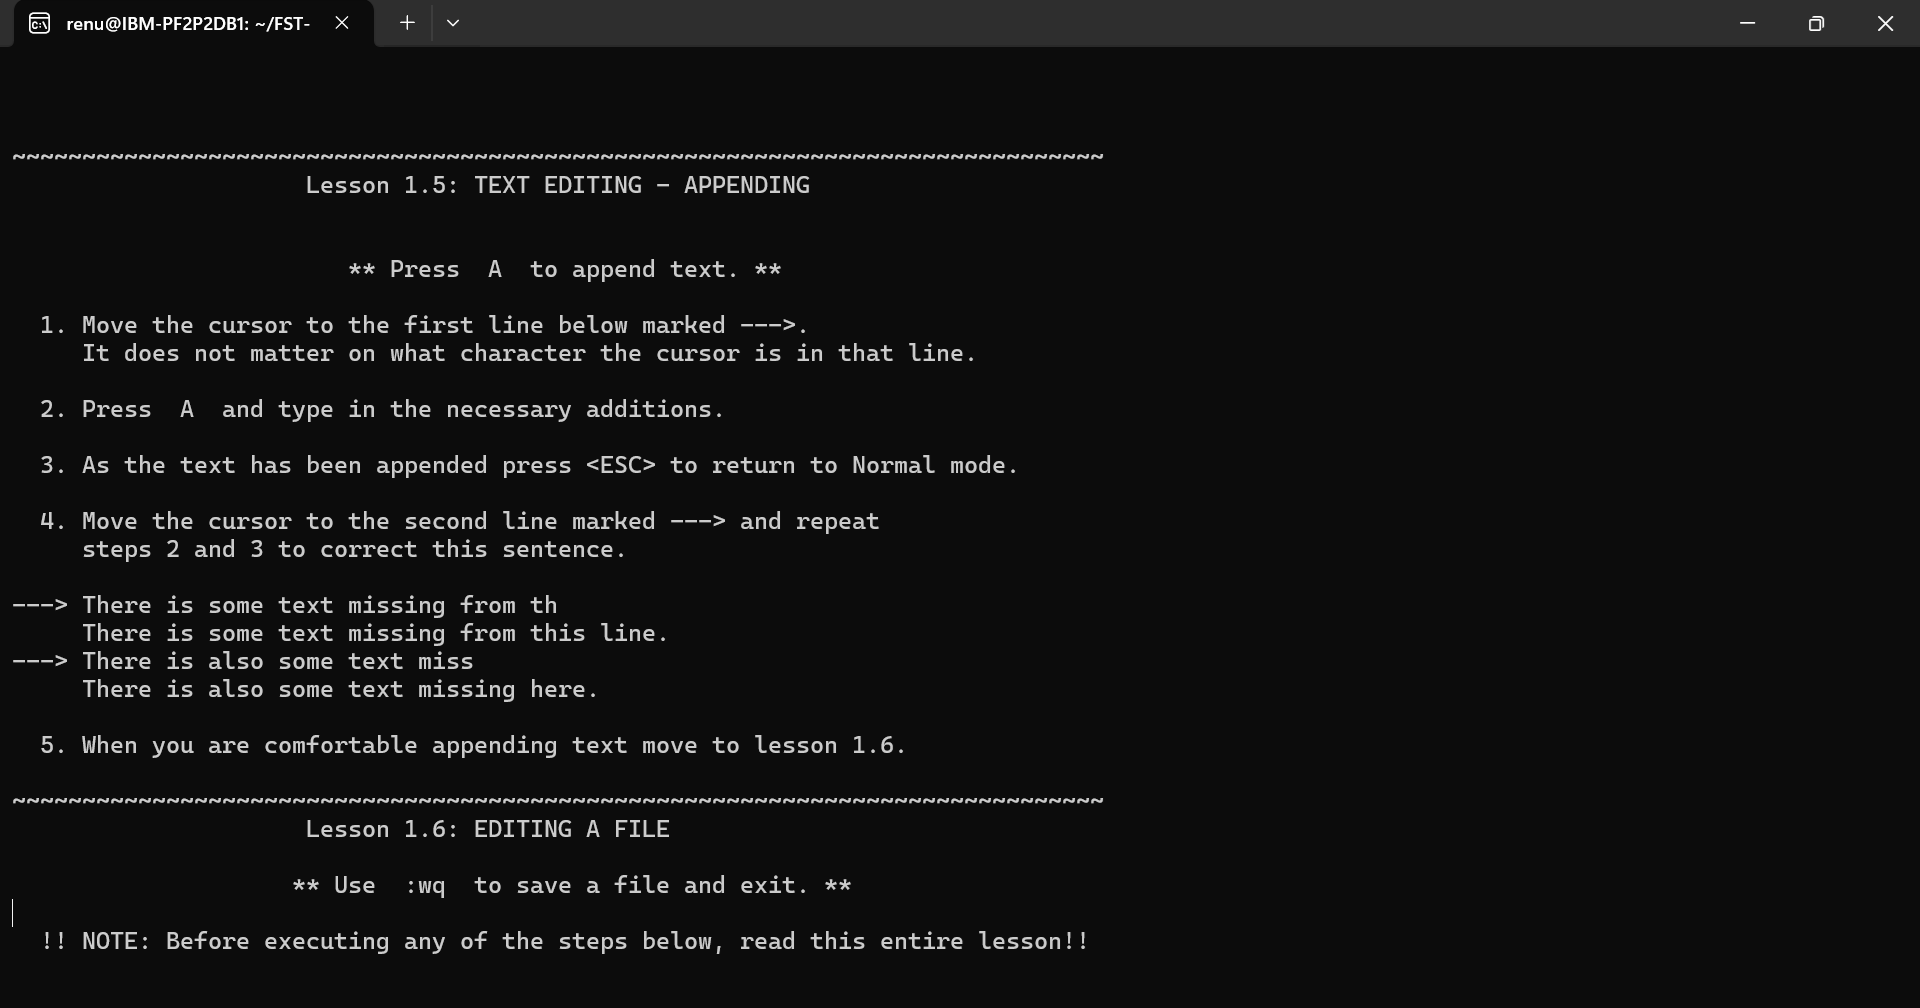 renu@IBM-PF2P2DB1: ~/FST-
~~~~~~~~~~~~~~~~~~~~~~~~~~~~~~~~~~~~~~~~~~~~~~~~~~~~~~~~~~~~~~~~~~~~~~~~~~~~~~
Lesson 1.5: TEXT EDITING - APPENDING
** Press  A  to append text. **
1. Move the cursor to the first line below marked --->.
It does not matter on what character the cursor is in that line.
2. Press  A  and type in the necessary additions.
3. As the text has been appended press <ESC> to return to Normal mode.
4. Move the cursor to the second line marked ---> and repeat
steps 2 and 3 to correct this sentence.
---> There is some text missing from th
There is some text missing from this line.
---> There is also some text miss
There is also some text missing here.
5. When you are comfortable appending text move to lesson 1.6.
~~~~~~~~~~~~~~~~~~~~~~~~~~~~~~~~~~~~~~~~~~~~~~~~~~~~~~~~~~~~~~~~~~~~~~~~~~~~~~
Lesson 1.6: EDITING A FILE
** Use  :wq  to save a file and exit. **
!! NOTE: Before executing any of the steps below, read this entire lesson!!